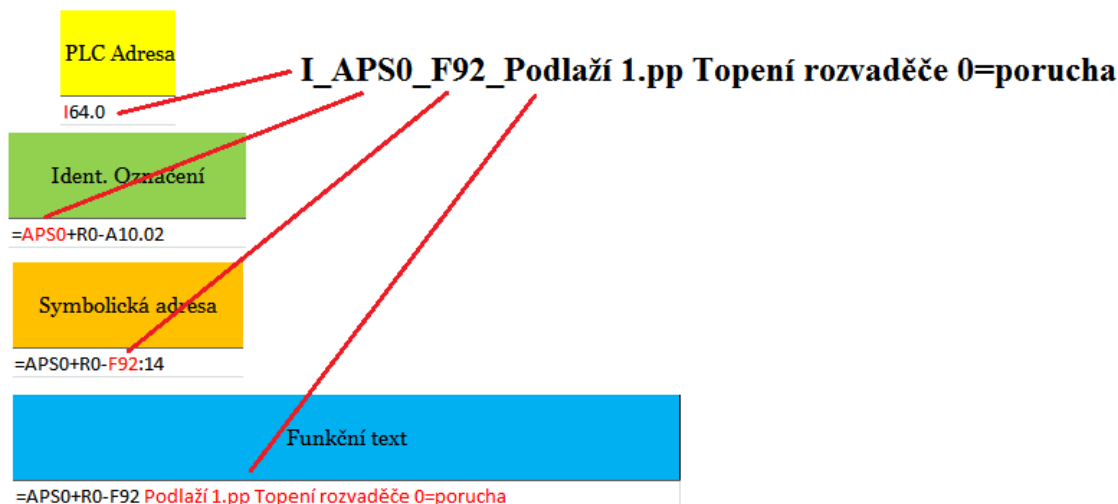 PLC Adresa
I_APS0_F92_Podlaží 1.pp Topení rozvaděče 0=porucha
I64.0
Ident. Označení
=APS0+R0-A10.02
Symbolická adresa
=APS0+R0-F92:14
Funkční text
=APS0+R0-F92 Podlaží 1.pp Topení rozvaděče 0=porucha